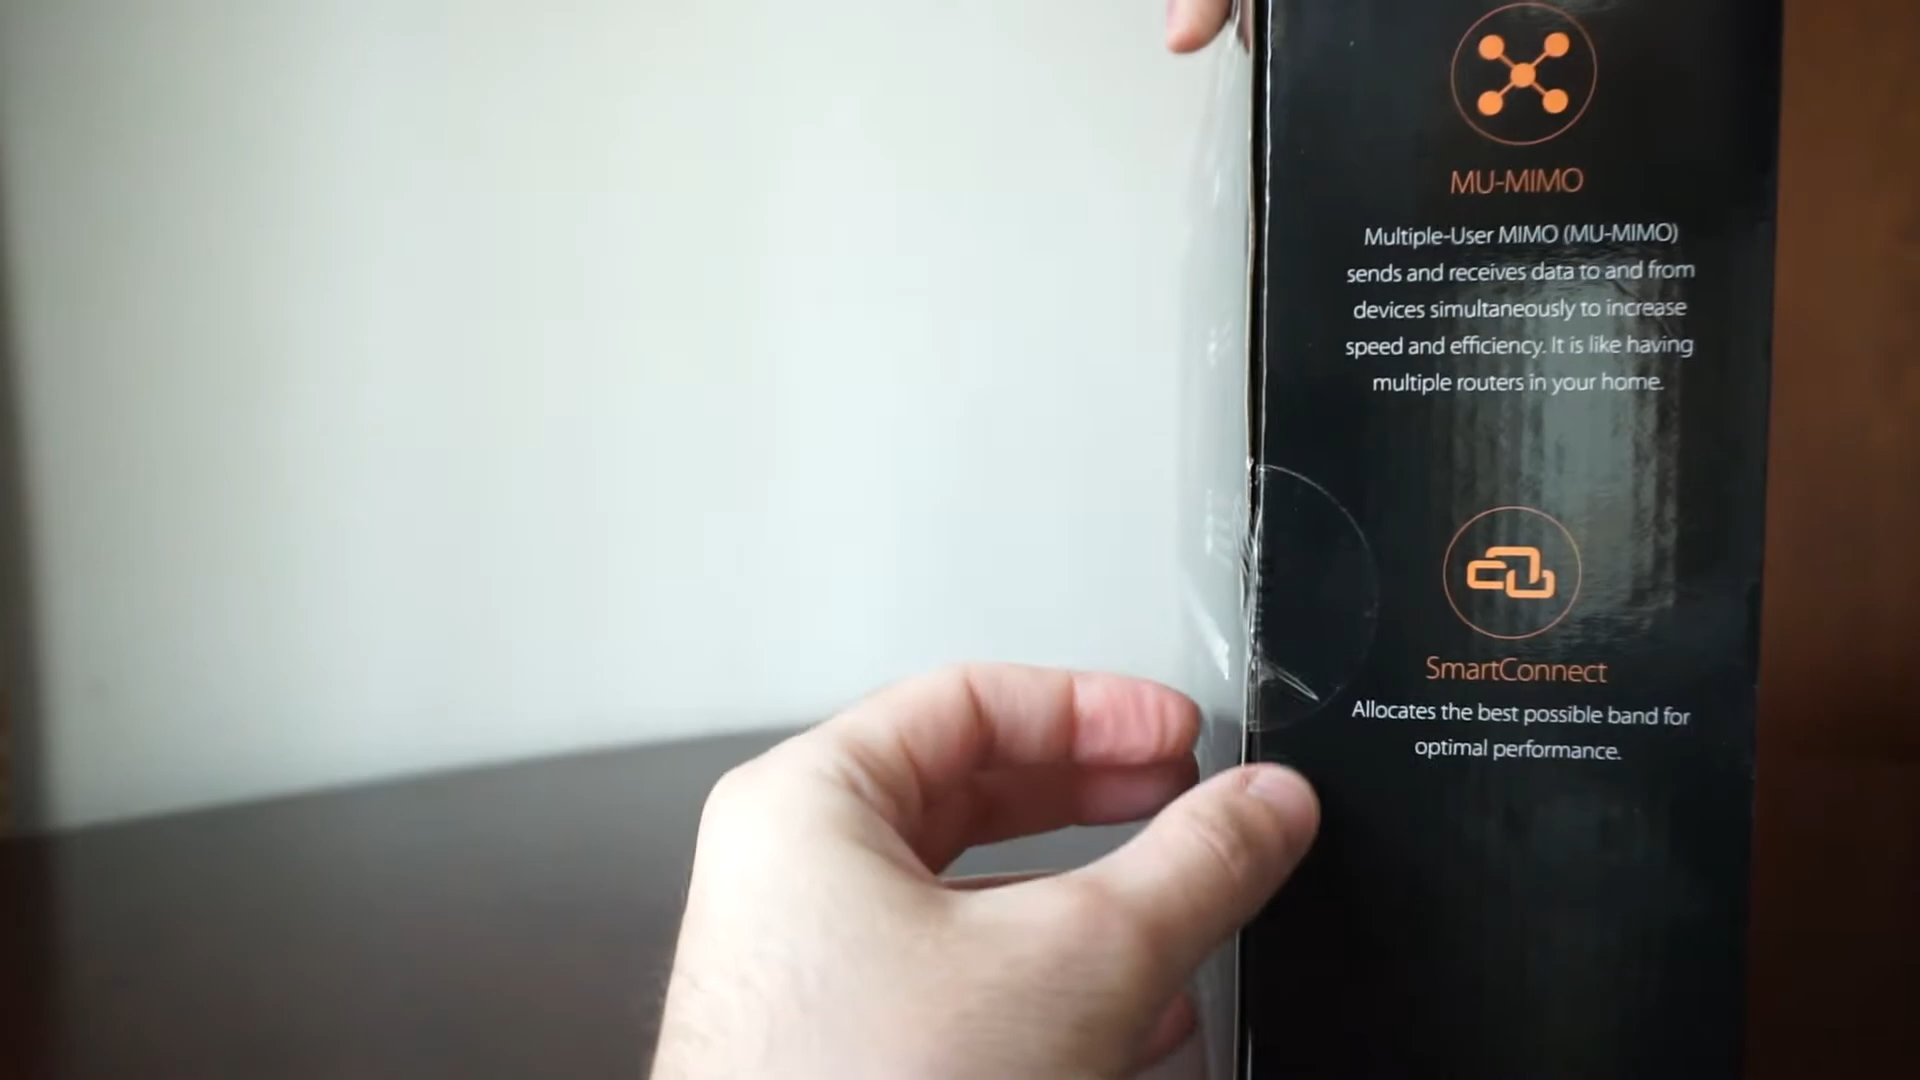 MU-MIMO
Multiple-User MIMO (MU-MIMO)
sends and receives data to and from
devices simultaneously to increase
speed and efficiency. It is like having
multiple routers in your home.
SmartConnect
Allocates the best possible band for
optimal performance.